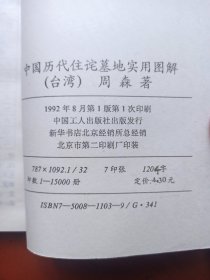 中国历代住诧墓地实用图解
(台湾) 周 森 著
1992年8月第1版第1次印刷
中国工人出版社出版发行
新华书店北京经销所总经销
北京市第二印刷厂印装
787×1092.1/32 7印张 120千字
印数1—15000册 定价4.30元
ISBN7—5008—1103—9/G·341